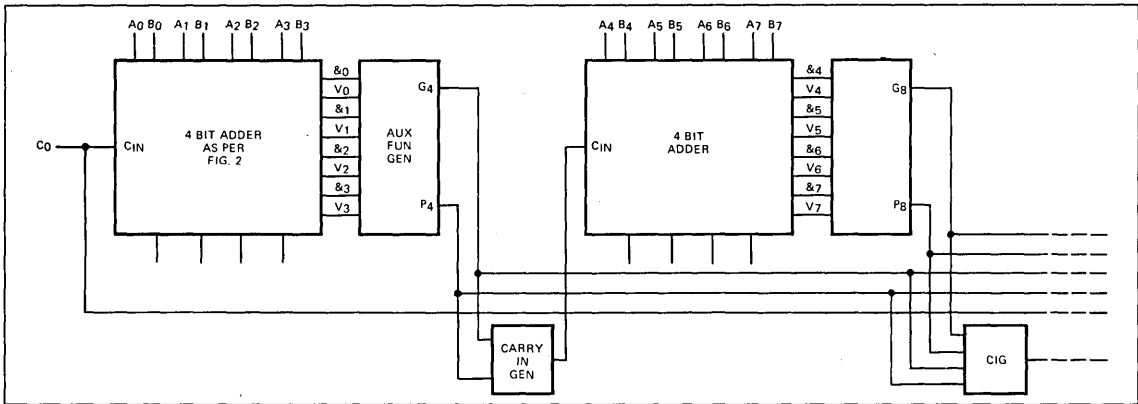 A0 B0 A1 B1 A2 B2 A3 B3
A4 B4 A5 B5 A6 B6 A7 B7
C0
CIN
4 BIT ADDER
AS PER
FIG. 2
&0
V0
&1
V1
&2
V2
&3
V3
AUX
FUN
GEN
G4
P4
CIN
4 BIT
ADDER
&4
V4
&5
V5
&6
V6
&7
V7
G8
P8
CARRY
IN
GEN
CIG